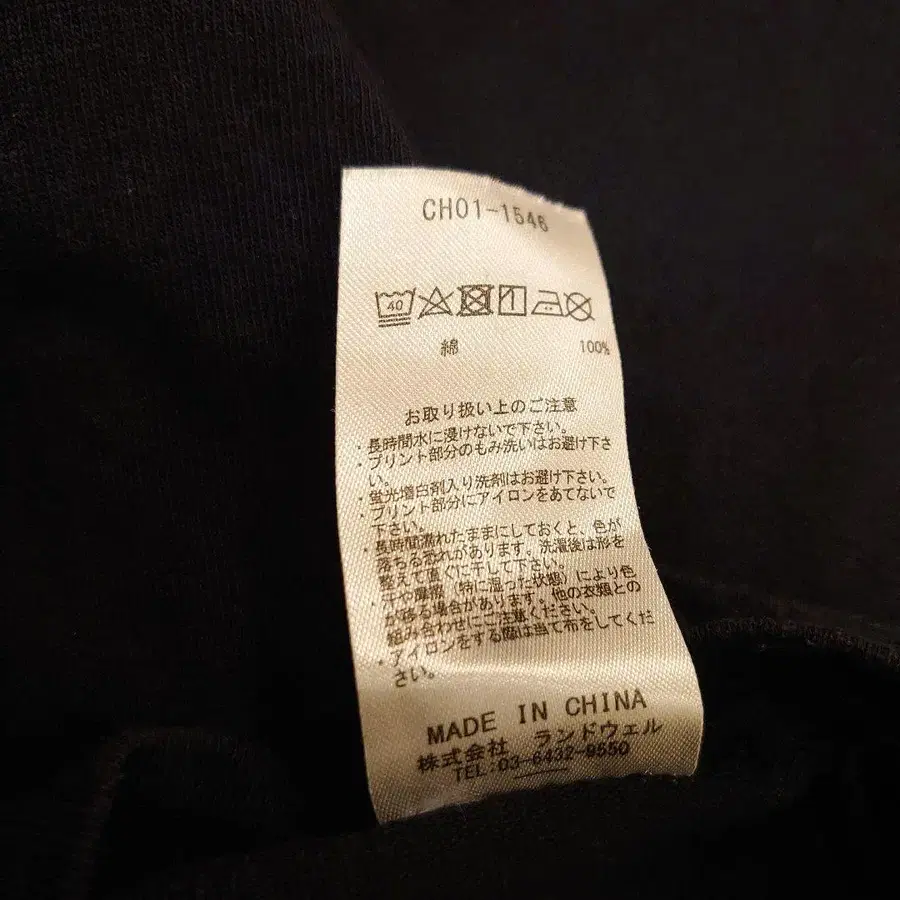 CH01-1546
40
綿 100%
お取り扱い上のご注意
・長時間水に浸けないで下さい。
・プリント部分のもみ洗いはお避け下さ
い。
・蛍光増白剤入り洗剤はお避け下さい。
・プリント部分にアイロンをあてないで
下さい。
・長時間濡れたままにしておくと、色が
落ちる恐れがあります。洗濯後は形を
整えて直ぐに干して下さい。
・汗や摩擦（特に湿った状態）により色
が移る場合があります。他の衣類との
組み合わせにご注意ください。
・アイロンをする際は当て布をしてくだ
さい。
MADE IN CHINA
株式会社 ランドウェル
TEL:03-6432-9550